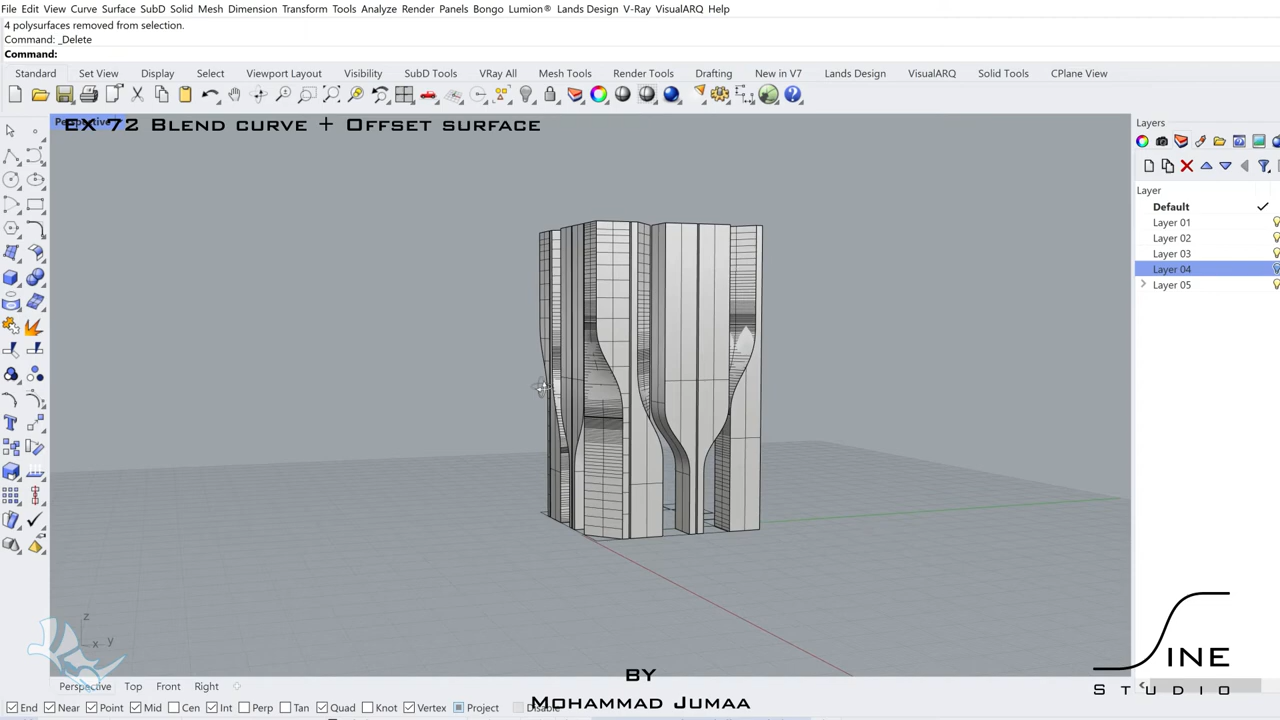 File Edit View Curve Surface SubD Solid Mesh Dimension Transform Tools Analyze Render Panels Bongo Lumion® Lands Design V-Ray VisualARQ Help
4 polysurfaces removed from selection.
Command: _Delete
Command:
Standard Set View Display Select Viewport Layout Visibility SubD Tools VRay All Mesh Tools Render Tools Drafting New in V7 Lands Design VisualARQ Solid Tools CPlane View
Perspective
EX 72 Blend curve + Offset surface
Layers
Layer
Default
Layer 01
Layer 02
Layer 03
Layer 04
Layer 05
z
x y
SINE
Studio
BY
Mohammad Jumaa
Perspective Top Front Right
End Near Point Mid Cen Int Perp Tan Quad Knot Vertex Project Disable